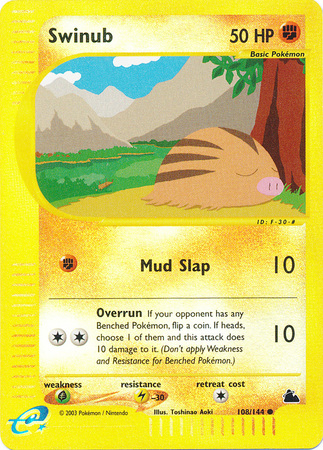 Swinub 50 HP
Basic Pokémon
ID: F-30-#
Mud Slap 10
Overrun If your opponent has any
Benched Pokémon, flip a coin. If heads,
choose 1 of them and this attack does
10 damage to it. (Don't apply Weakness
and Resistance for Benched Pokémon.)
10
weakness resistance retreat cost
-30
e © 2003 Pokémon / Nintendo Illus. Toshinao Aoki 108/144